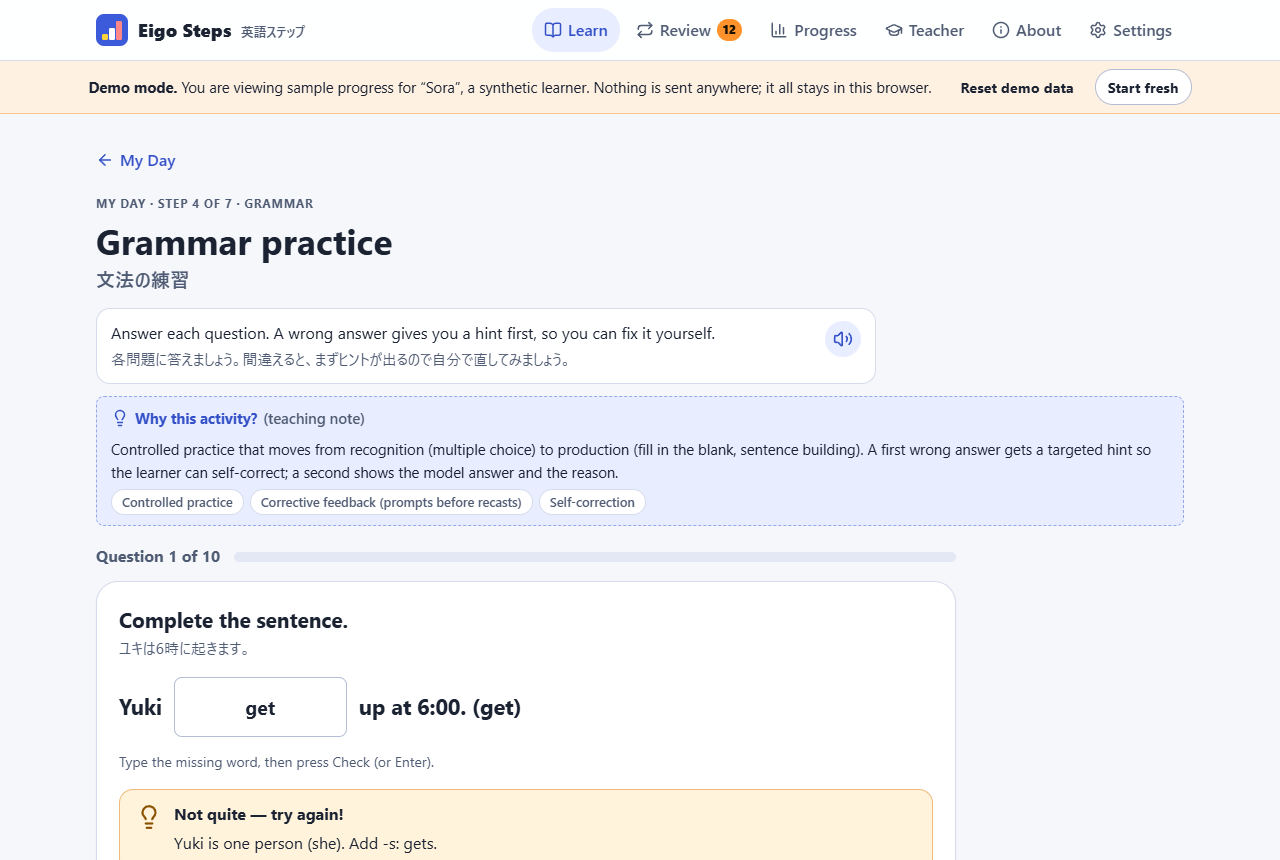 Eigo Steps 英語ステップ
Learn
Review 12
Progress
Teacher
About
Settings
Demo mode. You are viewing sample progress for “Sora”, a synthetic learner. Nothing is sent anywhere; it all stays in this browser.
Reset demo data
Start fresh
My Day
MY DAY · STEP 4 OF 7 · GRAMMAR
Grammar practice
文法の練習
Answer each question. A wrong answer gives you a hint first, so you can fix it yourself.
各問題に答えましょう。間違えると、まずヒントが出るので自分で直してみましょう。
Why this activity? (teaching note)
Controlled practice that moves from recognition (multiple choice) to production (fill in the blank, sentence building). A first wrong answer gets a targeted hint so
the learner can self-correct; a second shows the model answer and the reason.
Controlled practice
Corrective feedback (prompts before recasts)
Self-correction
Question 1 of 10
Complete the sentence.
ユキは6時に起きます。
Yuki get up at 6:00. (get)
Type the missing word, then press Check (or Enter).
Not quite — try again!
Yuki is one person (she). Add -s: gets.